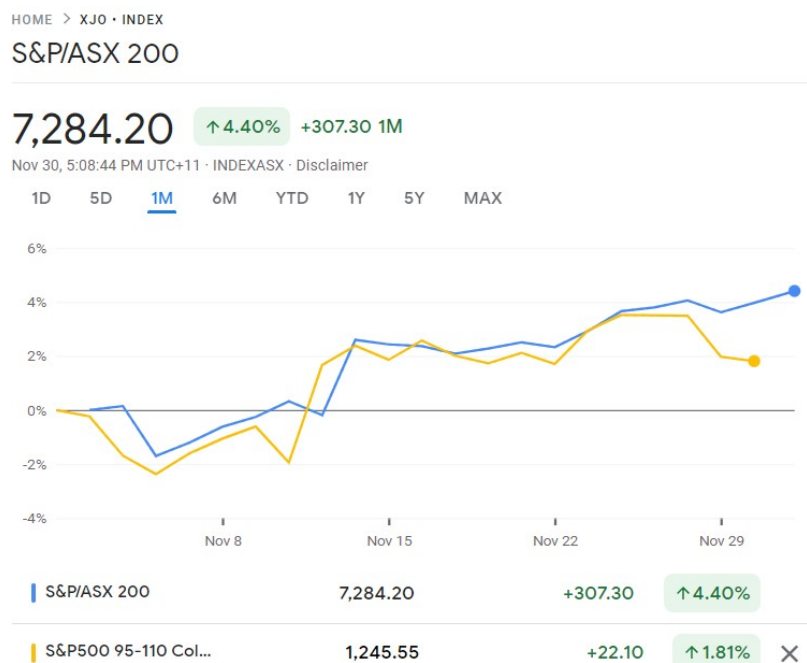 HOME > XJO • INDEX
S&P/ASX 200
7,284.20 ↑ 4.40% +307.30 1M
Nov 30, 5:08:44 PM UTC+11 · INDEXASX · Disclaimer
1D 5D 1M 6M YTD 1Y 5Y MAX
6%
4%
2%
0%
-2%
-4%
Nov 8 Nov 15 Nov 22 Nov 29
S&P/ASX 200 7,284.20 +307.30 ↑ 4.40%
S&P500 95-110 Col... 1,245.55 +22.10 ↑ 1.81%